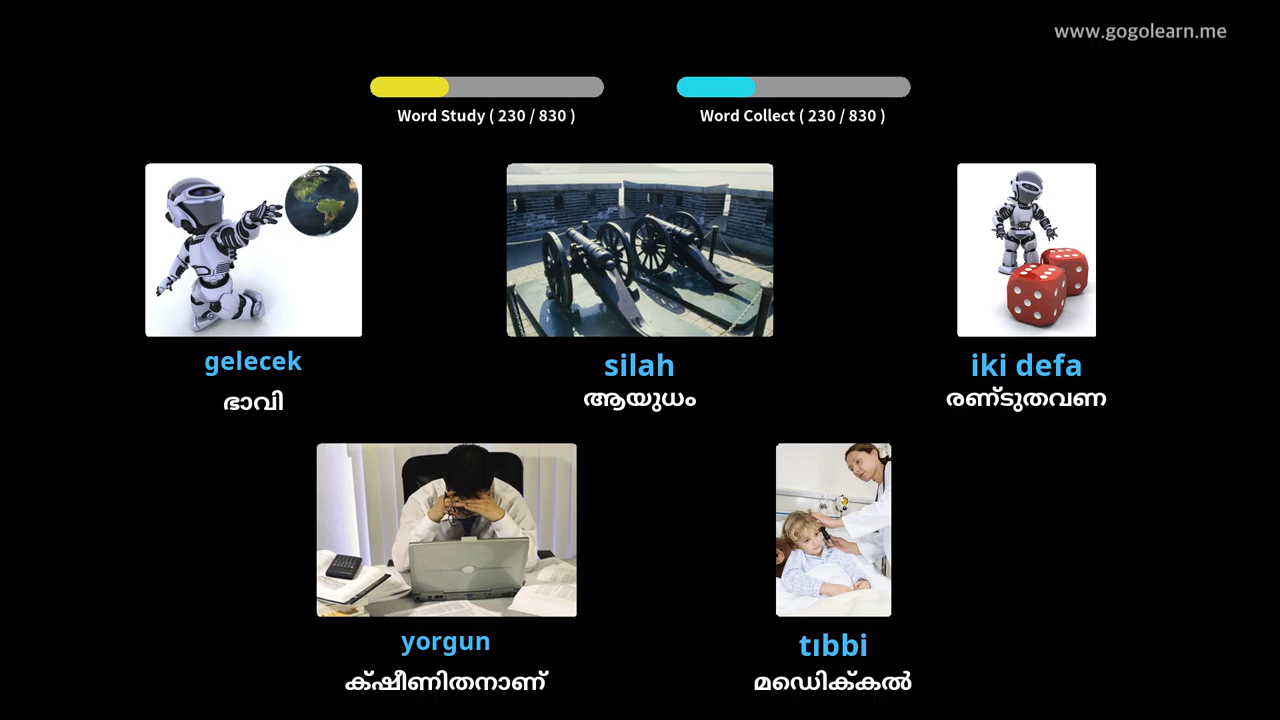 www.gogolearn.me
Word Study ( 230 / 830 )
Word Collect ( 230 / 830 )
gelecek
ഭാവി
silah
ആയുധം
iki defa
രണ്ടുതവണ
yorgun
ക്ഷീണിതനാണ്
tıbbi
മഡെിക്കൽ